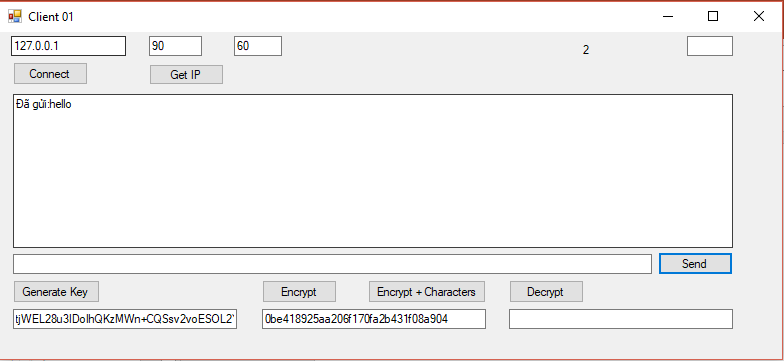 Client 01
127.0.0.1 90 60 2
Connect Get IP
Đã gửi:hello
Send
Generate Key Encrypt Encrypt + Characters Decrypt
tjWEL28u3IDolhQKzMWn+CQSsv2voESOL2Y 0be418925aa206f170fa2b431f08a904